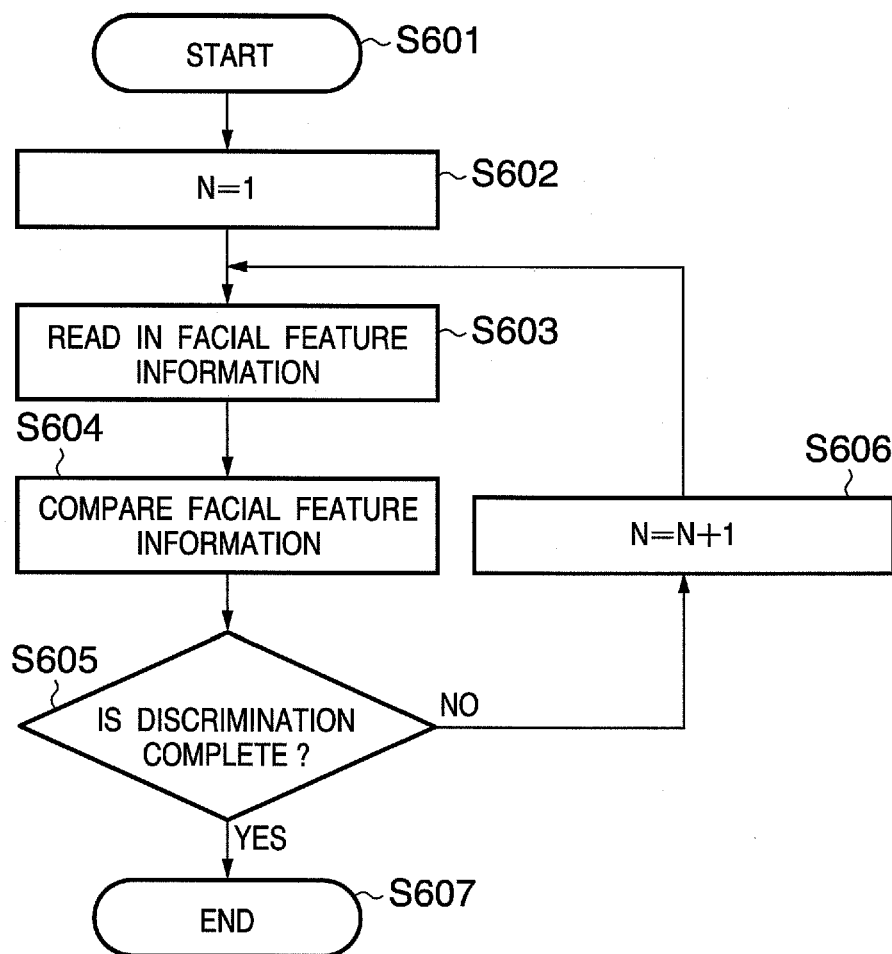 START
S601
N=1
S602
READ IN FACIAL FEATURE
INFORMATION
S603
S604
COMPARE FACIAL FEATURE
INFORMATION
S606
N=N+1
S605
IS DISCRIMINATION
COMPLETE ?
NO
YES
END
S607